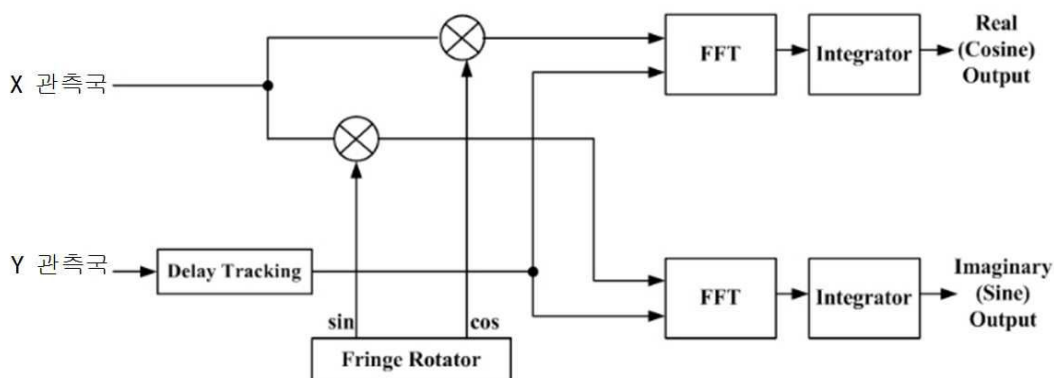 X 관측국
FFT
Integrator
Real
(Cosine)
Output
Y 관측국
Delay Tracking
sin
cos
Fringe Rotator
FFT
Integrator
Imaginary
(Sine)
Output